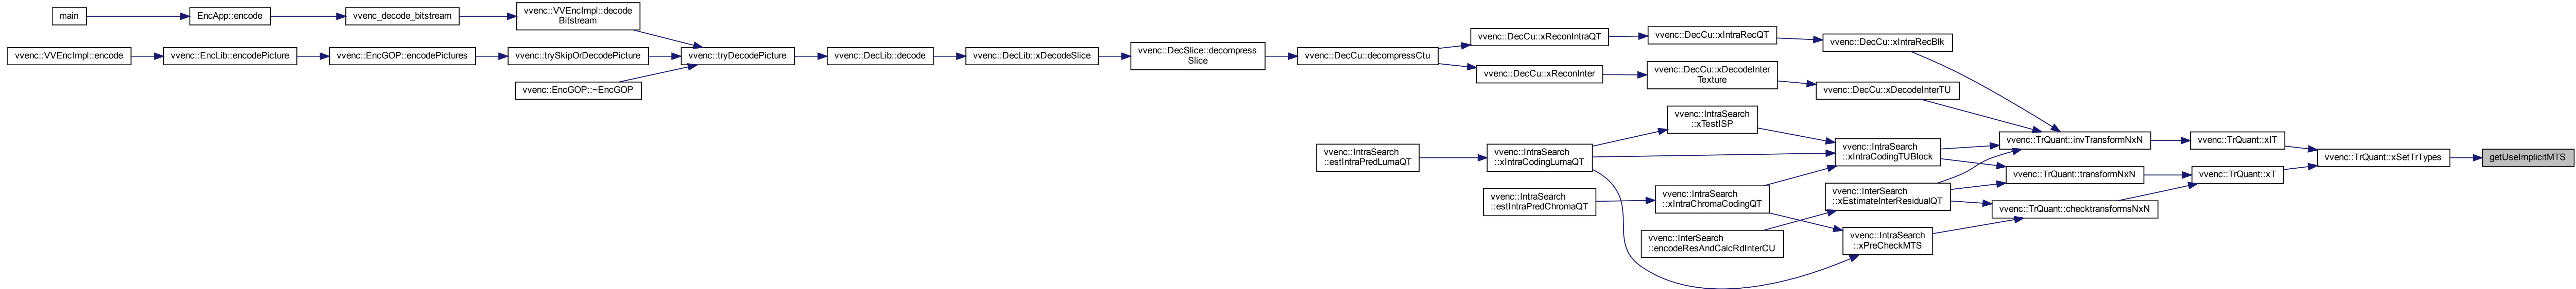 main
EncApp::encode
vvenc_decode_bitstream
vvenc::VVEncImpl::decode
Bitstream
vvenc::VVEncImpl::encode
vvenc::EncLib::encodePicture
vvenc::EncGOP::encodePictures
vvenc::trySkipOrDecodePicture
vvenc::tryDecodePicture
vvenc::DecLib::decode
vvenc::DecLib::xDecodeSlice
vvenc::DecSlice::decompress
Slice
vvenc::DecCu::decompressCtu
vvenc::EncGOP::~EncGOP
vvenc::DecCu::xReconIntraQT
vvenc::DecCu::xIntraRecQT
vvenc::DecCu::xIntraRecBlk
vvenc::DecCu::xReconInter
vvenc::DecCu::xDecodeInter
Texture
vvenc::DecCu::xDecodeInterTU
vvenc::IntraSearch
::xTestISP
vvenc::IntraSearch
::estIntraPredLumaQT
vvenc::IntraSearch
::xIntraCodingLumaQT
vvenc::IntraSearch
::xIntraCodingTUBlock
vvenc::TrQuant::invTransformNxN
vvenc::TrQuant::xIT
vvenc::TrQuant::xSetTrTypes
getUseImplicitMTS
vvenc::TrQuant::transformNxN
vvenc::TrQuant::xT
vvenc::IntraSearch
::estIntraPredChromaQT
vvenc::IntraSearch
::xIntraChromaCodingQT
vvenc::InterSearch
::xEstimateInterResidualQT
vvenc::TrQuant::checktransformsNxN
vvenc::InterSearch
::encodeResAndCalcRdInterCU
vvenc::IntraSearch
::xPreCheckMTS